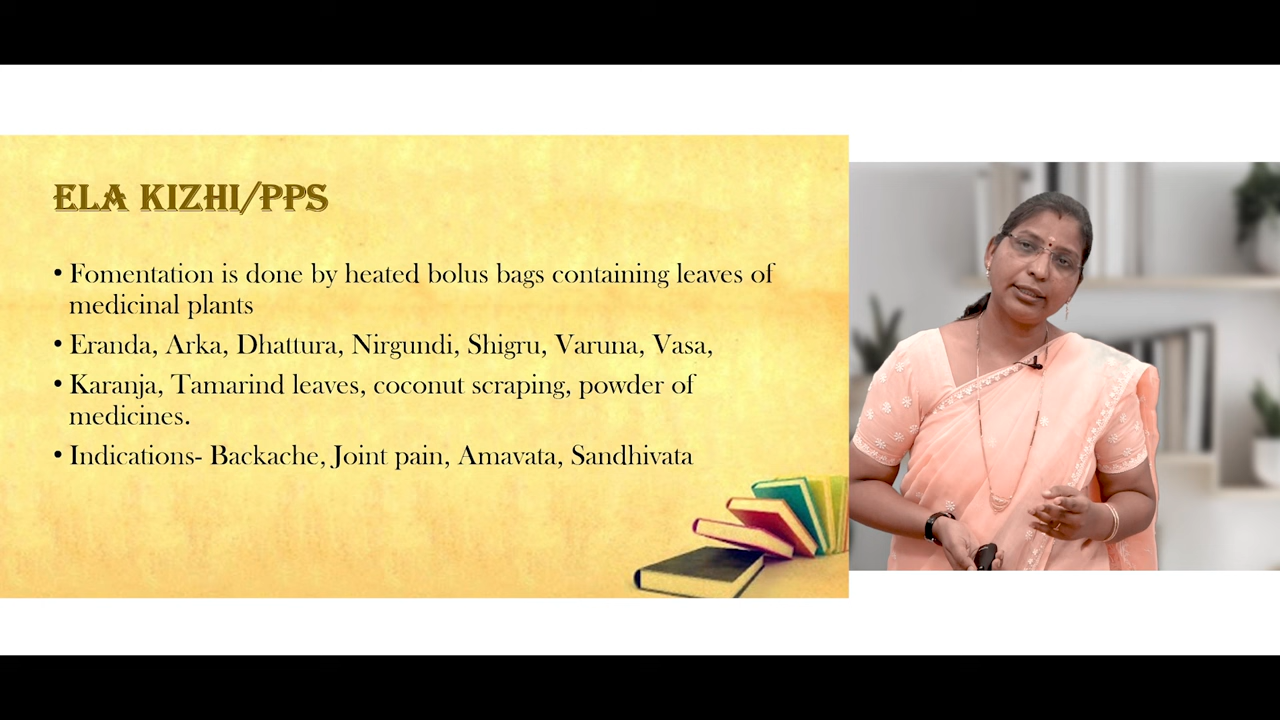 ELA KIZHI/PPS
• Fomentation is done by heated bolus bags containing leaves of
medicinal plants
• Eranda, Arka, Dhattura, Nirgundi, Shigru, Varuna, Vasa,
• Karanja, Tamarind leaves, coconut scraping, powder of
medicines.
• Indications- Backache, Joint pain, Amavata, Sandhivata